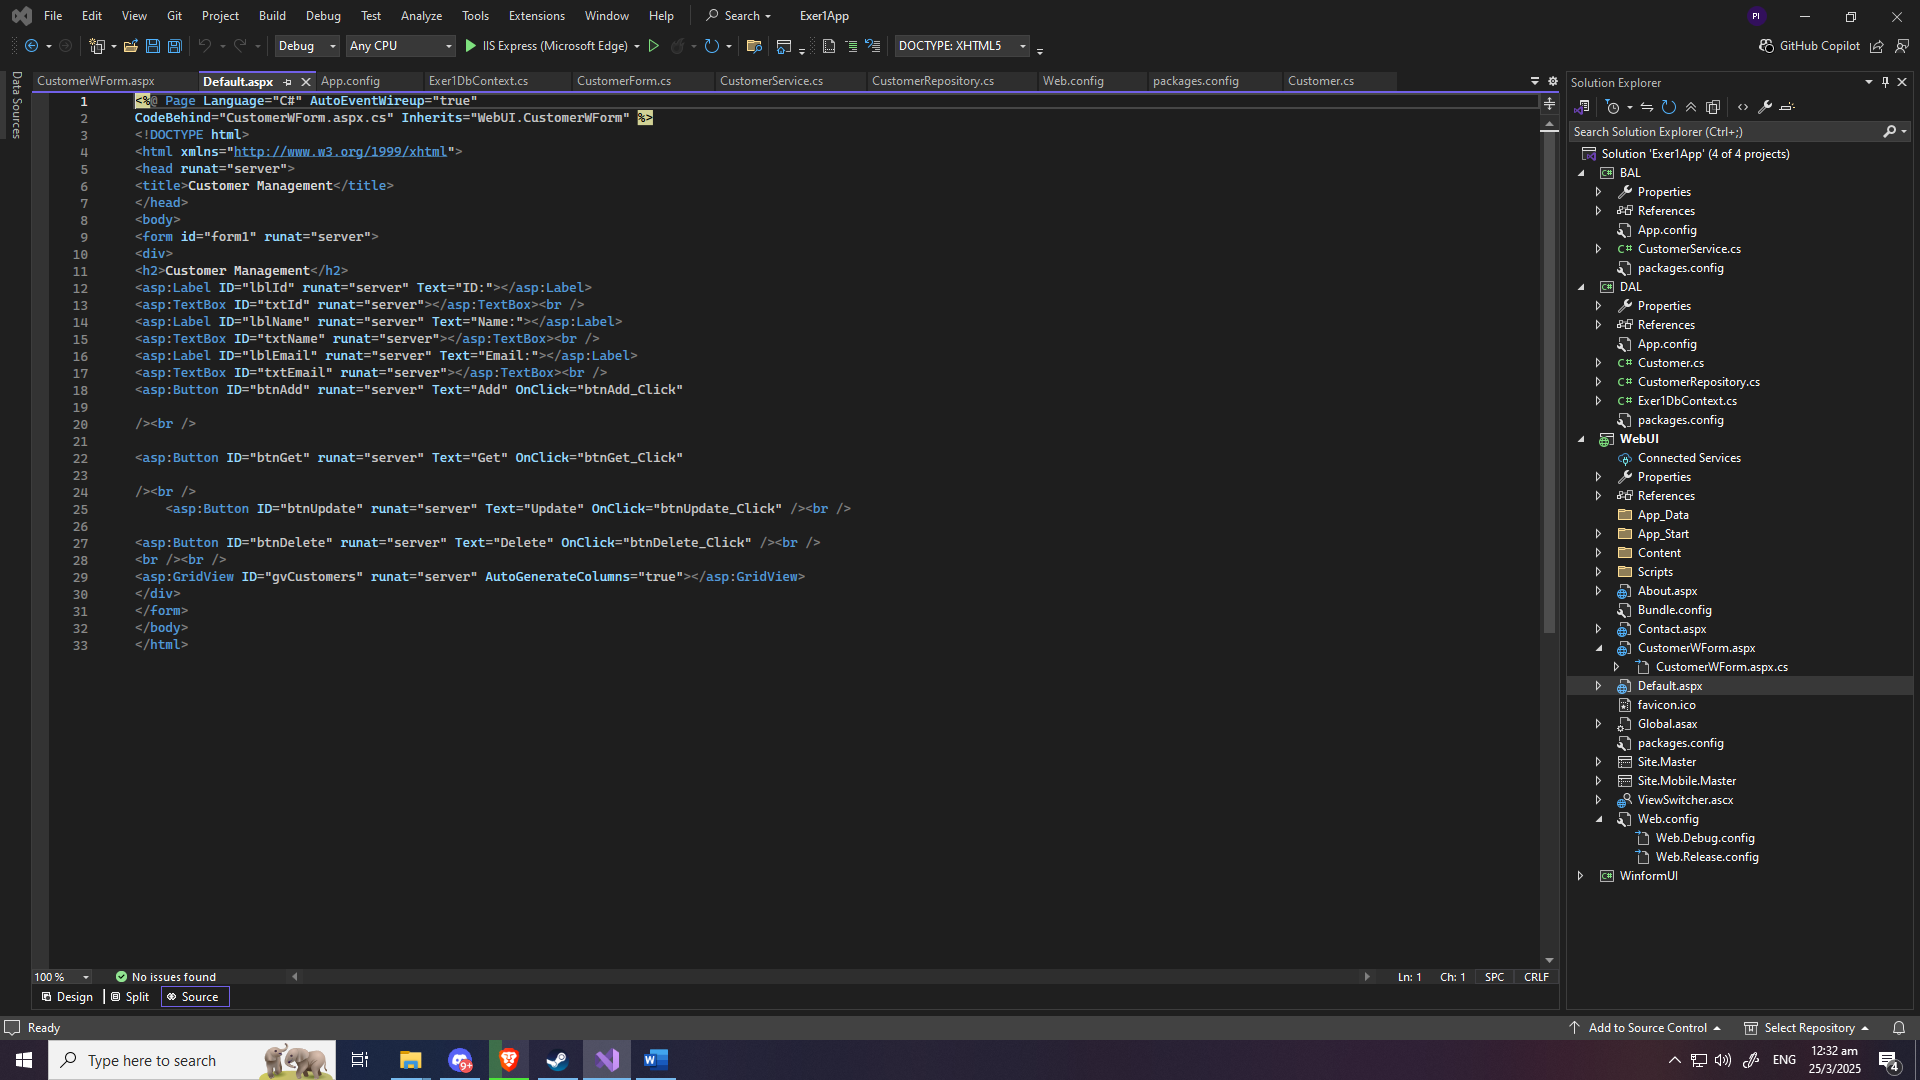 File Edit View Git Project Build Debug Test Analyze Tools Extensions Window Help Search Exer1App PI
Debug Any CPU IIS Express (Microsoft Edge) DOCTYPE: XHTML5 GitHub Copilot
Data Sources
CustomerWForm.aspx Default.aspx App.config Exer1DbContext.cs CustomerForm.cs CustomerService.cs CustomerRepository.cs Web.config packages.config Customer.cs
1 <%@ Page Language="C#" AutoEventWireup="true"
2 CodeBehind="CustomerWForm.aspx.cs" Inherits="WebUI.CustomerWForm" %>
3 <!DOCTYPE html>
4 <html xmlns="http://www.w3.org/1999/xhtml">
5 <head runat="server">
6 <title>Customer Management</title>
7 </head>
8 <body>
9 <form id="form1" runat="server">
10 <div>
11 <h2>Customer Management</h2>
12 <asp:Label ID="lblId" runat="server" Text="ID:"></asp:Label>
13 <asp:TextBox ID="txtId" runat="server"></asp:TextBox><br />
14 <asp:Label ID="lblName" runat="server" Text="Name:"></asp:Label>
15 <asp:TextBox ID="txtName" runat="server"></asp:TextBox><br />
16 <asp:Label ID="lblEmail" runat="server" Text="Email:"></asp:Label>
17 <asp:TextBox ID="txtEmail" runat="server"></asp:TextBox><br />
18 <asp:Button ID="btnAdd" runat="server" Text="Add" OnClick="btnAdd_Click"
19
20 /><br />
21
22 <asp:Button ID="btnGet" runat="server" Text="Get" OnClick="btnGet_Click"
23
24 /><br />
25 <asp:Button ID="btnUpdate" runat="server" Text="Update" OnClick="btnUpdate_Click" /><br />
26
27 <asp:Button ID="btnDelete" runat="server" Text="Delete" OnClick="btnDelete_Click" /><br />
28 <br /><br />
29 <asp:GridView ID="gvCustomers" runat="server" AutoGenerateColumns="true"></asp:GridView>
30 </div>
31 </form>
32 </body>
33 </html>
100 % No issues found Ln: 1 Ch: 1 SPC CRLF
Design Split Source
Solution Explorer
Search Solution Explorer (Ctrl+;)
Solution 'Exer1App' (4 of 4 projects)
C# BAL
Properties
References
App.config
C# CustomerService.cs
packages.config
C# DAL
Properties
References
App.config
C# Customer.cs
C# CustomerRepository.cs
C# Exer1DbContext.cs
packages.config
WebUI
Connected Services
Properties
References
App_Data
App_Start
Content
Scripts
About.aspx
Bundle.config
Contact.aspx
CustomerWForm.aspx
CustomerWForm.aspx.cs
Default.aspx
favicon.ico
Global.asax
packages.config
Site.Master
Site.Mobile.Master
ViewSwitcher.ascx
Web.config
Web.Debug.config
Web.Release.config
C# WinformUI
Ready Add to Source Control Select Repository
Type here to search 9+ ENG 12:32 am
25/3/2025 4